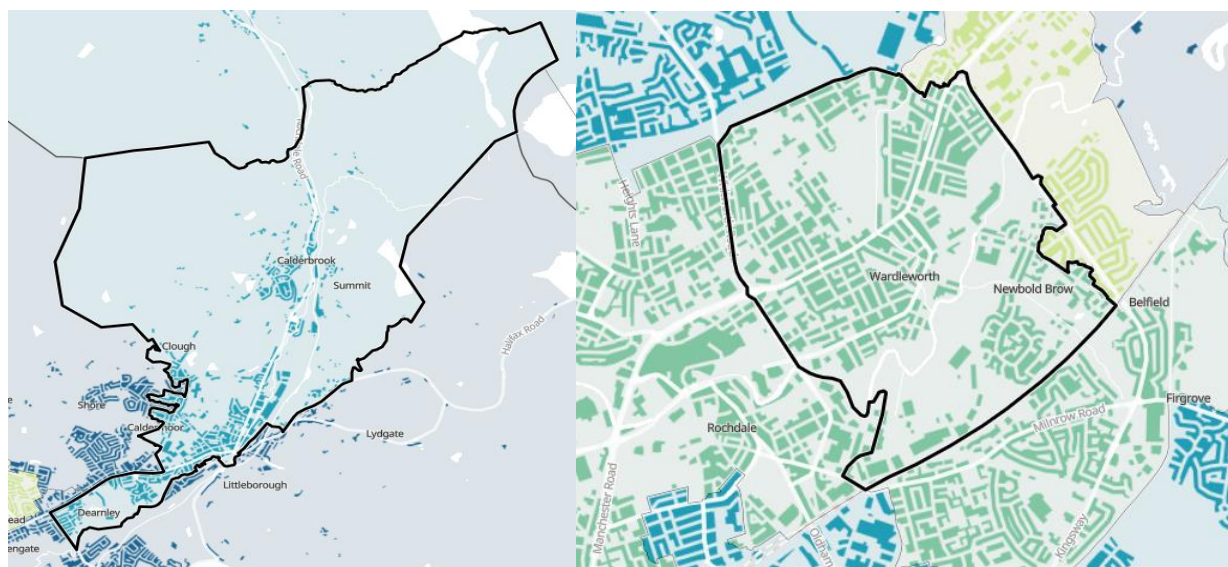 Calderbrook
Summit
Clough
Shore
Halifax Road
Lydgate
Littleborough
Dearnley
Heights Lane
Wardleworth
Newbold Brow
Belfield
Firgrove
Rochdale
Milnrow Road
Manchester Road
Oldham
Kingsway